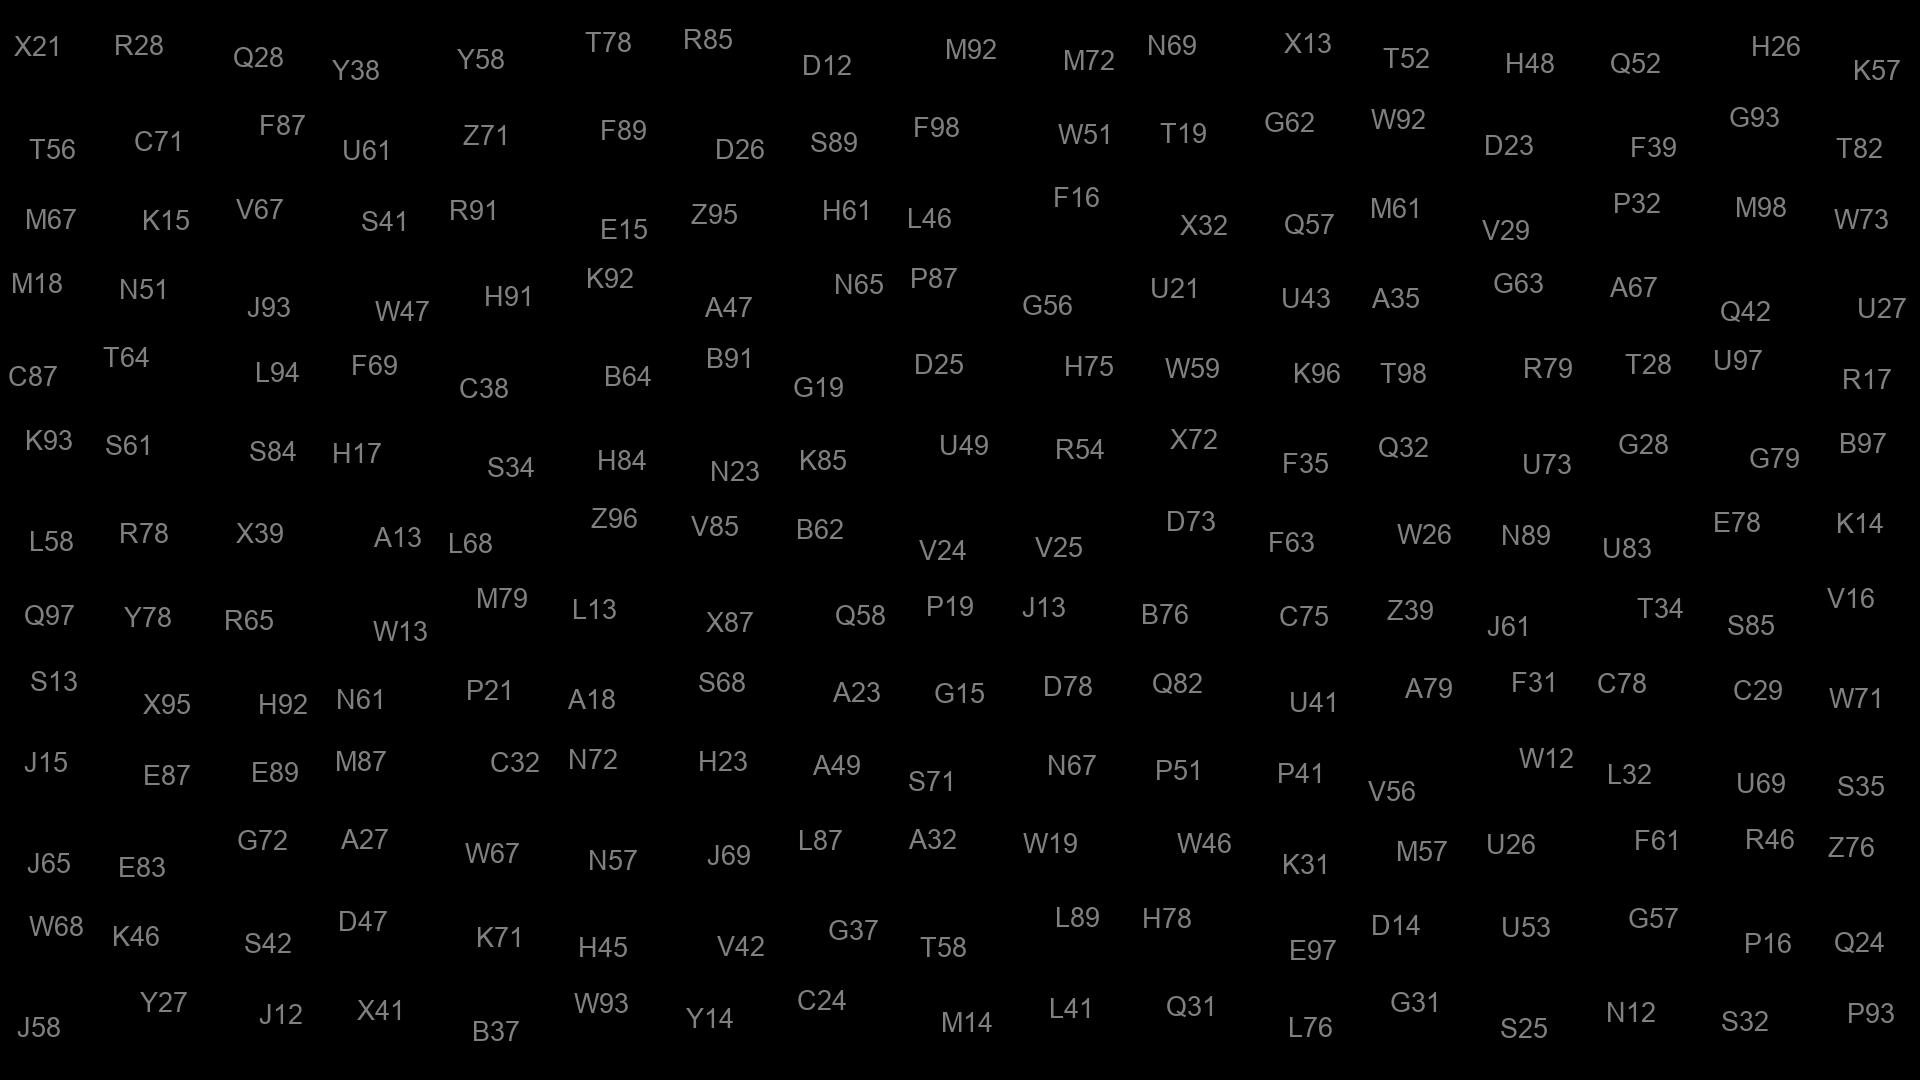 X21 R28 Q28 Y38 Y58 T78 R85 D12 M92 M72 N69 X13 T52 H48 Q52 H26 K57
T56 C71 F87 U61 Z71 F89 D26 S89 F98 W51 T19 G62 W92 D23 F39 G93 T82
M67 K15 V67 S41 R91 E15 Z95 H61 L46 F16 X32 Q57 M61 V29 P32 M98 W73
M18 N51 J93 W47 H91 K92 A47 N65 P87 G56 U21 U43 A35 G63 A67 Q42 U27
C87 T64 L94 F69 C38 B64 B91 G19 D25 H75 W59 K96 T98 R79 T28 U97 R17
K93 S61 S84 H17 S34 H84 N23 K85 U49 R54 X72 F35 Q32 U73 G28 G79 B97
L58 R78 X39 A13 L68 Z96 V85 B62 V24 V25 D73 F63 W26 N89 U83 E78 K14
Q97 Y78 R65 W13 M79 L13 X87 Q58 P19 J13 B76 C75 Z39 J61 T34 S85 V16
S13 X95 H92 N61 P21 A18 S68 A23 G15 D78 Q82 U41 A79 F31 C78 C29 W71
J15 E87 E89 M87 C32 N72 H23 A49 S71 N67 P51 P41 V56 W12 L32 U69 S35
J65 E83 G72 A27 W67 N57 J69 L87 A32 W19 W46 K31 M57 U26 F61 R46 Z76
W68 K46 S42 D47 K71 H45 V42 G37 T58 L89 H78 E97 D14 U53 G57 P16 Q24
J58 Y27 J12 X41 B37 W93 Y14 C24 M14 L41 Q31 L76 G31 S25 N12 S32 P93